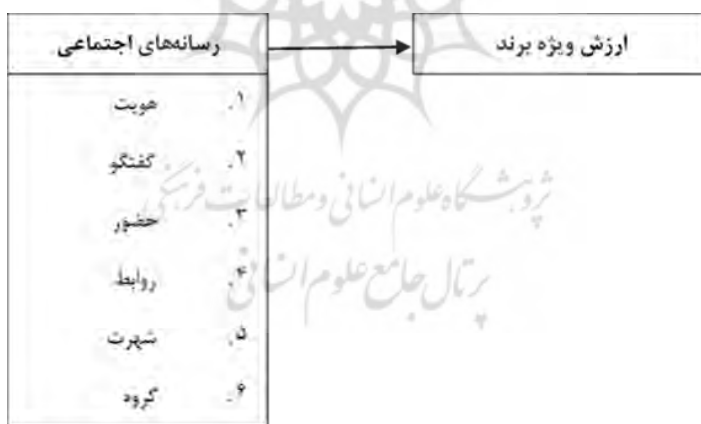 رسانه‌های اجتماعی
ارزش ویژه برند
۱. هویت
۲. گفتگو
۳. حضور
۴. روابط
۵. شهرت
۶. گروه
پژوهشگاه علوم انسانی و مطالعات فرهنگی
پرتال جامع علوم انسانی